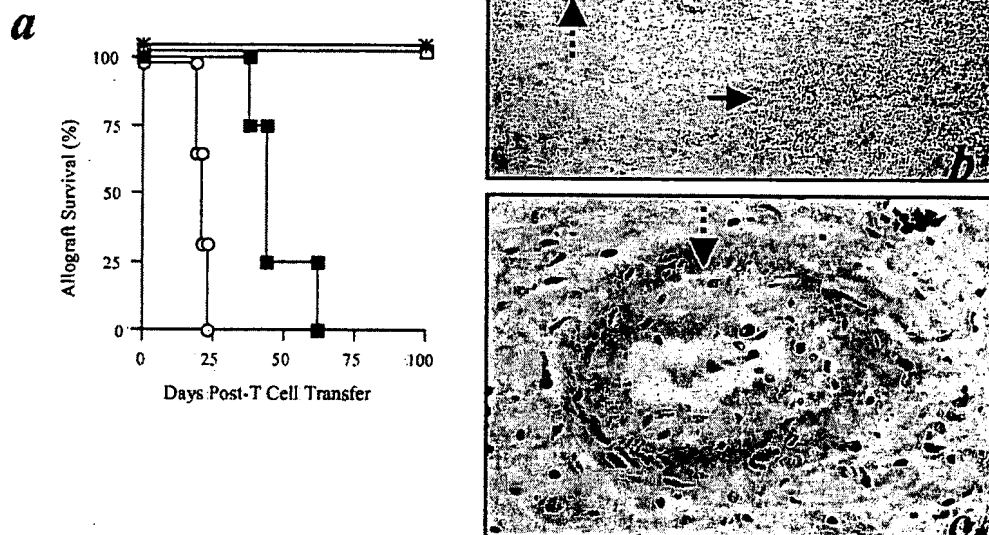 a
Allograft Survival (%)
100
75
50
25
0
0 25 50 75 100
Days Post-T Cell Transfer
b
c